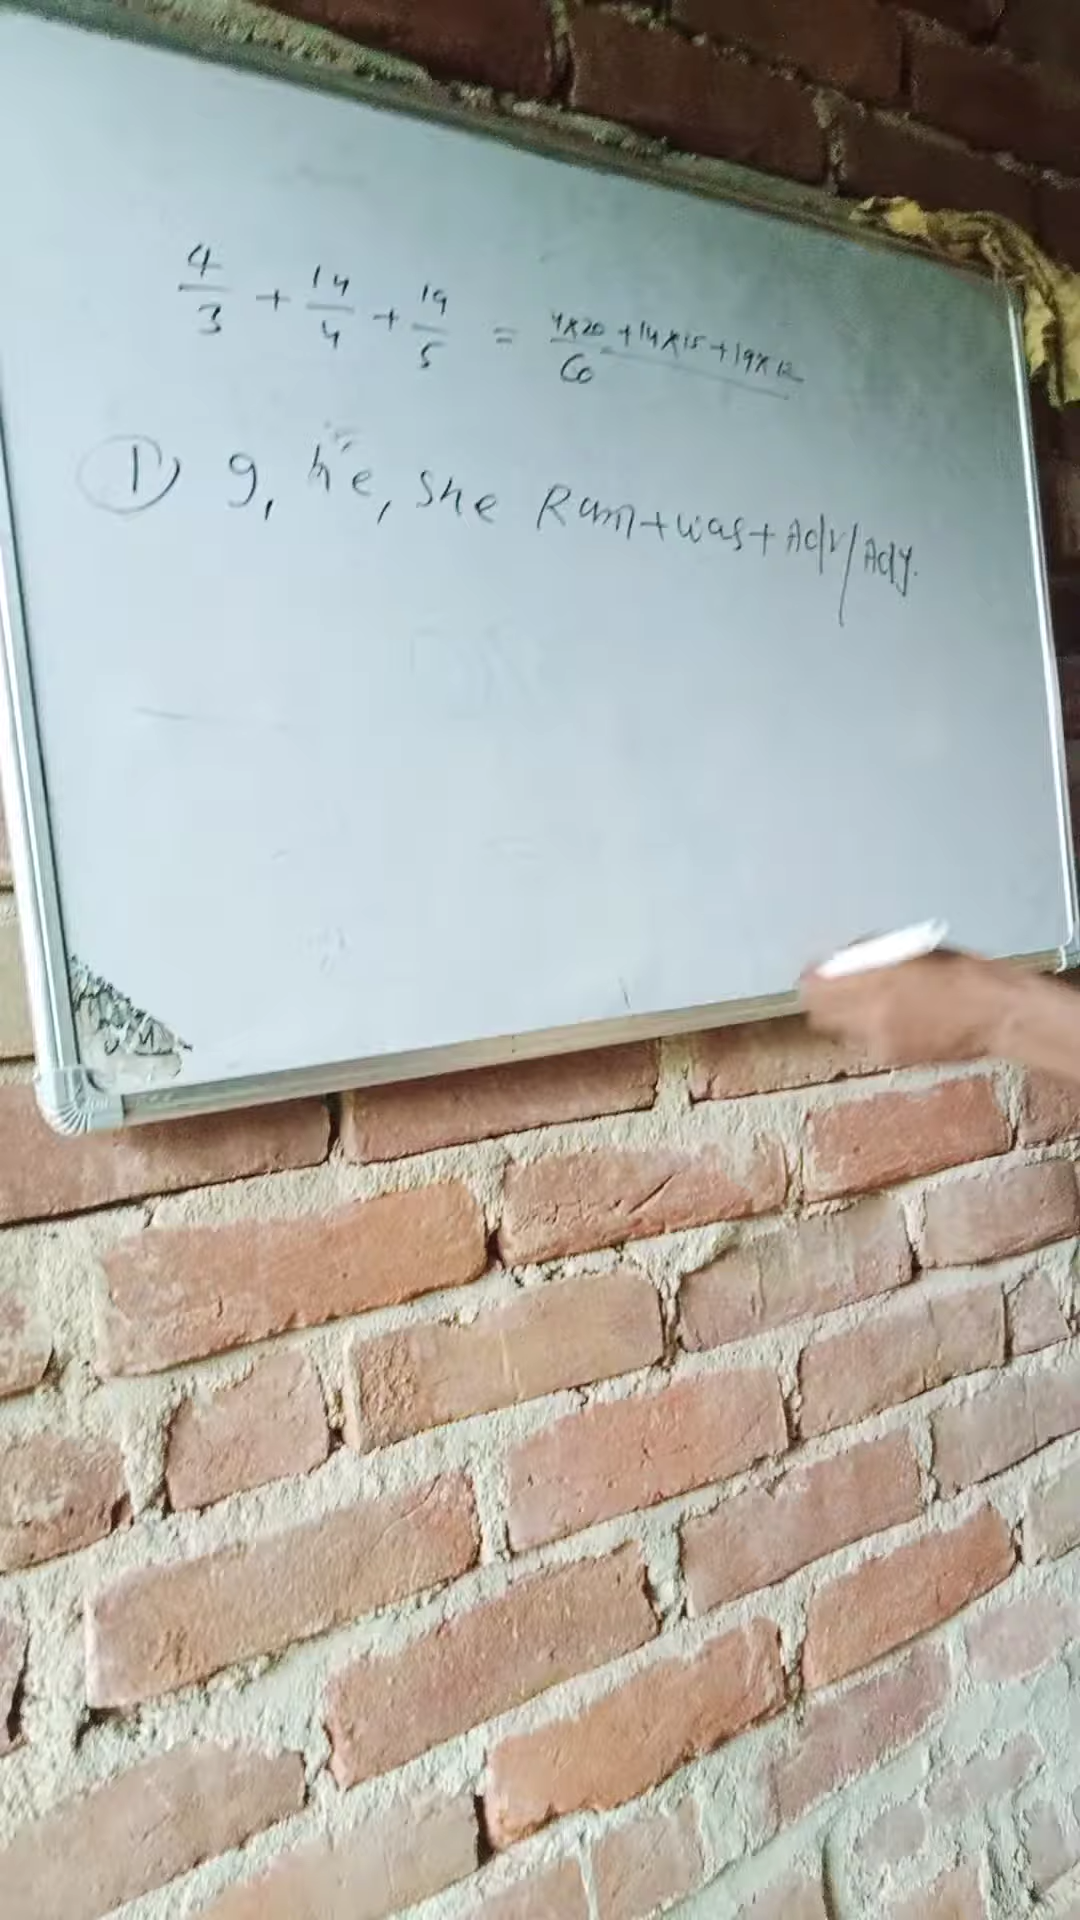 4/3 + 14/4 + 19/5 = 4×20+14×15+19×12/60
① I, he, She Ram+was+Adv/Adj.